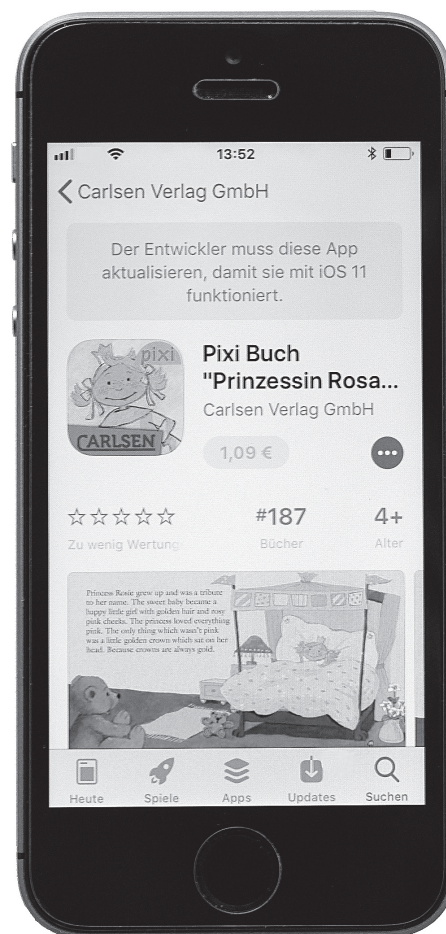 13:52
Carlsen Verlag GmbH
Der Entwickler muss diese App
aktualisieren, damit sie mit iOS 11
funktioniert.
pixi
CARLSEN
Pixi Buch
"Prinzessin Rosa...
Carlsen Verlag GmbH
1,09 €
#187
4+
Zu wenig Wertung
Bücher
Alter
Princess Rosie grew up and was a tribute
to her name. The sweet baby became a
happy little girl with golden hair and rosy
pink cheeks. The princess loved everything
pink. The only thing which wasn't pink
was a little golden crown which sat on her
head. Because crowns are always gold.
Heute
Spiele
Apps
Updates
Suchen